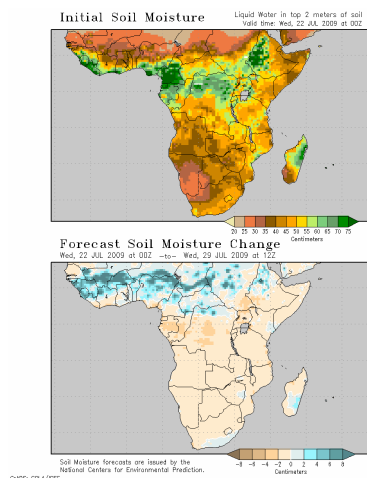 Initial Soil Moisture
Liquid Water in top 2 meters of soil
Valid time: Wed, 22 JUL 2009 at 00Z
20 25 30 35 40 45 50 55 60 65 70 75
Centimeters
Forecast Soil Moisture Change
Wed, 22 JUL 2009 at 00Z -to- Wed, 29 JUL 2009 at 12Z
-8 -6 -4 -2 0 2 4 6 8
Centimeters
Soil Moisture forecasts are issued by the
National Centers for Environmental Prediction.